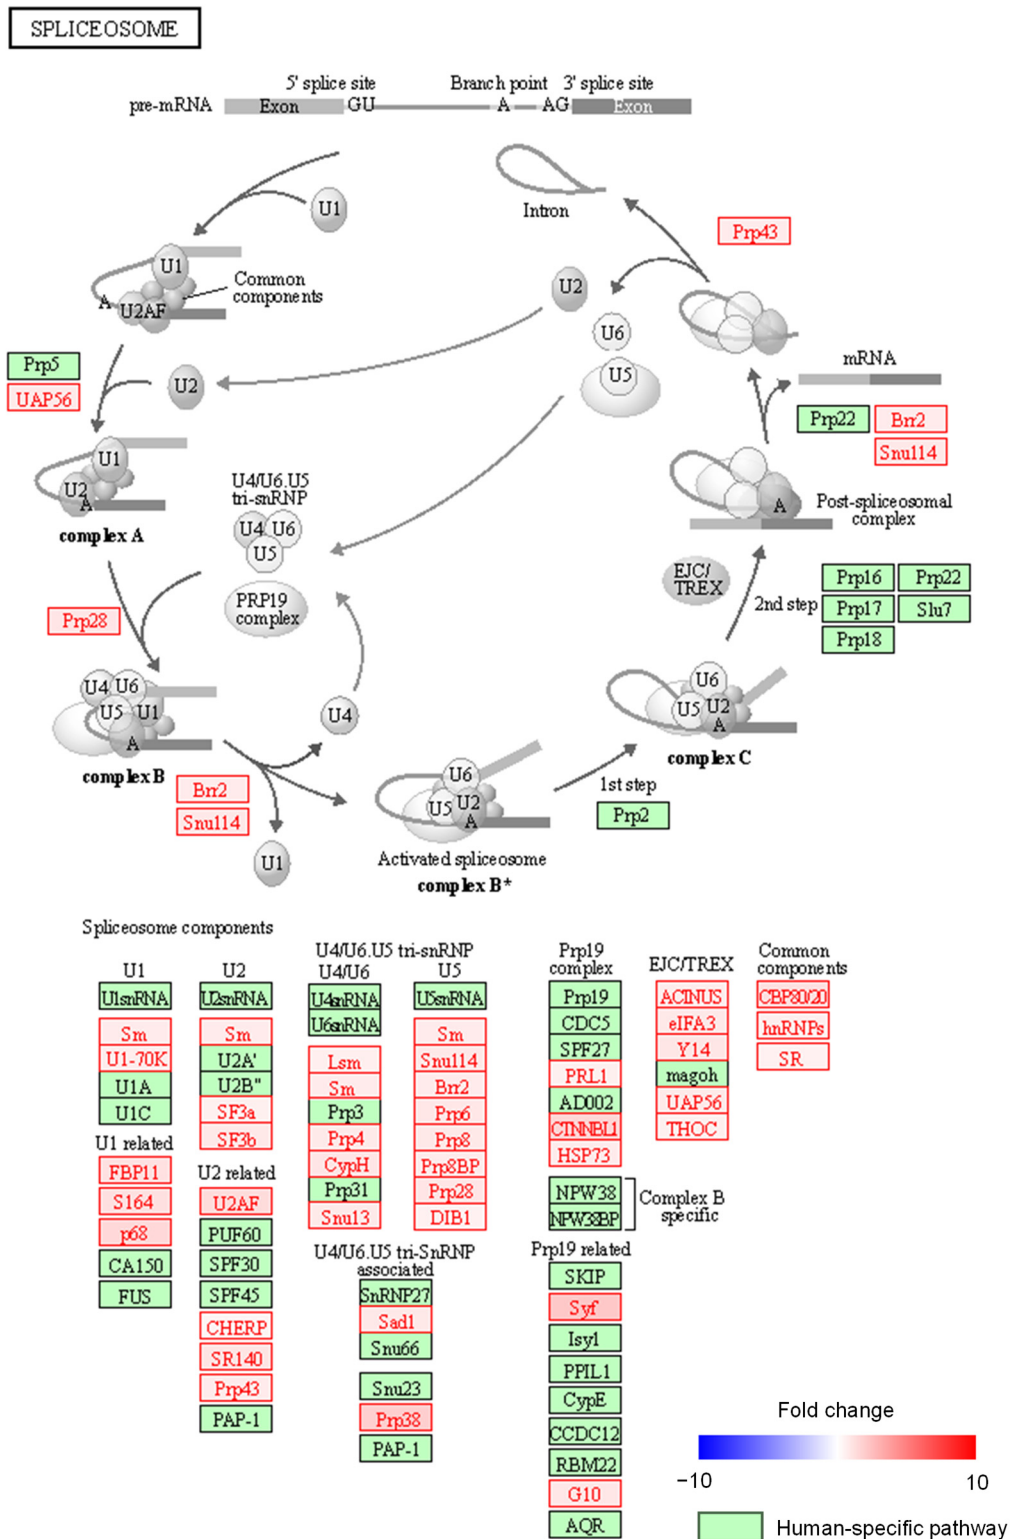 SPLICEOSOME
5' splice site
Branch point
3' splice site
pre-mRNA
Exon
GU
A
AG
Exon
U1
Intron
Prp43
U1
Common
components
A
U2AF
U2
U6
U5
mRNA
Prp5
UAP56
U2
Prp22
Brr2
Snu114
U1
U2
A
complex A
U4/U6.U5
tri-snRNP
U4
U6
U5
PRP19
complex
A
Post-spliceosomal
complex
EJC/
TREX
2nd step
Prp16
Prp22
Prp17
Slu7
Prp18
Prp28
U4
U6
U5
U1
A
complex B
U4
U6
U5
U2
A
complex C
Brr2
Snu114
U1
U6
U5
U2
A
Activated spliceosome
complex B*
1st step
Prp2
Spliceosome components
U1
U1snRNA
Sm
U1-70K
U1A
U1C
U1 related
FBP11
S164
p68
CA150
FUS
U2
U2snRNA
Sm
U2A'
U2B"
SF3a
SF3b
U2 related
U2AF
PUF60
SPF30
SPF45
CHERP
SR140
Prp43
PAP-1
U4/U6.U5 tri-snRNP
U4/U6
U4snRNA
U6snRNA
Lsm
Sm
Prp3
Prp4
CypH
Prp31
Snu13
U5
U5snRNA
Sm
Snu114
Brr2
Prp6
Prp8
Prp8BP
Prp28
DIB1
U4/U6.U5 tri-SnRNP
associated
SnRNP27
Sad1
Snu66
Snu23
Prp38
PAP-1
Prp19
complex
Prp19
CDC5
SPF27
PRL1
AD002
CTNNBL1
HSP73
NPW38
NPW38BP
Complex B
specific
Prp19 related
SKIP
Syf
Isy1
PPIL1
CypE
CCDC12
RBM22
G10
AQR
EJC/TREX
ACINUS
eIFA3
Y14
magoh
UAP56
THOC
Common
components
CBP80/20
hnRNPs
SR
Fold change
−10
10
Human-specific pathway